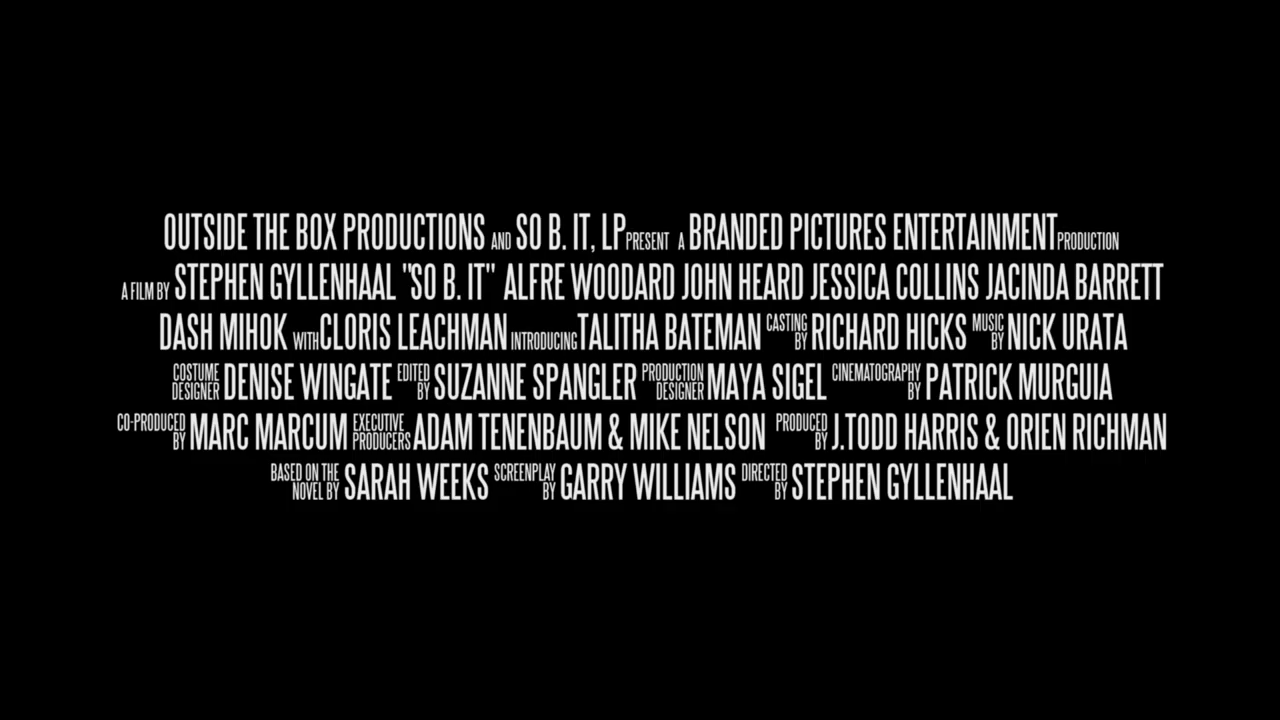 OUTSIDE THE BOX PRODUCTIONS AND SO B. IT, LP PRESENT A BRANDED PICTURES ENTERTAINMENT PRODUCTION
A FILM BY STEPHEN GYLLENHAAL "SO B. IT" ALFRE WOODARD JOHN HEARD JESSICA COLLINS JACINDA BARRETT
DASH MIHOK WITH CLORIS LEACHMAN INTRODUCING TALITHA BATEMAN CASTING BY RICHARD HICKS MUSIC BY NICK URATA
COSTUME DESIGNER DENISE WINGATE EDITED BY SUZANNE SPANGLER PRODUCTION DESIGNER MAYA SIGEL CINEMATOGRAPHY BY PATRICK MURGUIA
CO-PRODUCED BY MARC MARCUM EXECUTIVE PRODUCERS ADAM TENENBAUM & MIKE NELSON PRODUCED BY J.TODD HARRIS & ORIEN RICHMAN
BASED ON THE NOVEL BY SARAH WEEKS SCREENPLAY BY GARRY WILLIAMS DIRECTED BY STEPHEN GYLLENHAAL